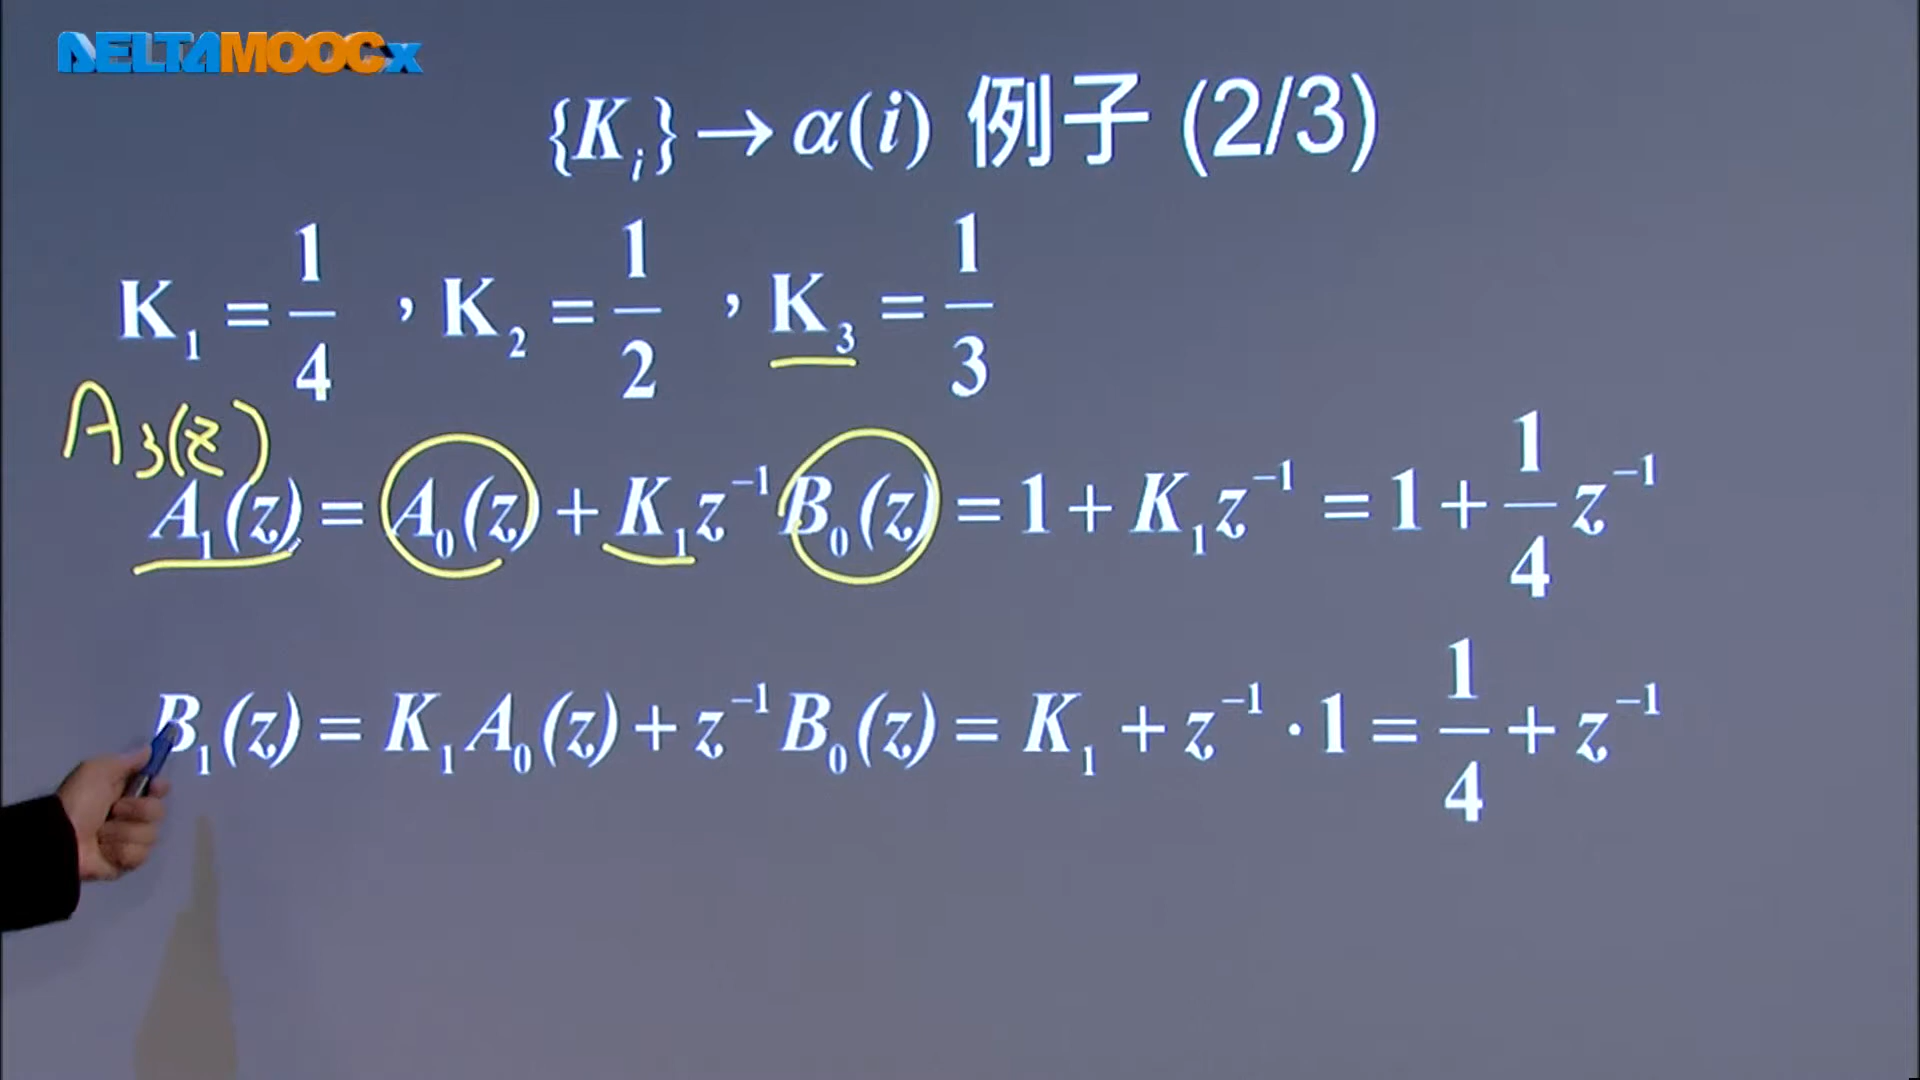 DELTAMOOCx
{K_i} → α(i) 例子 (2/3)
K_1 = 1/4 , K_2 = 1/2 , K_3 = 1/3
A_3(z)
A_1(z) = A_0(z) + K_1 z^{-1} B_0(z) = 1 + K_1 z^{-1} = 1 + 1/4 z^{-1}
B_1(z) = K_1 A_0(z) + z^{-1} B_0(z) = K_1 + z^{-1} · 1 = 1/4 + z^{-1}